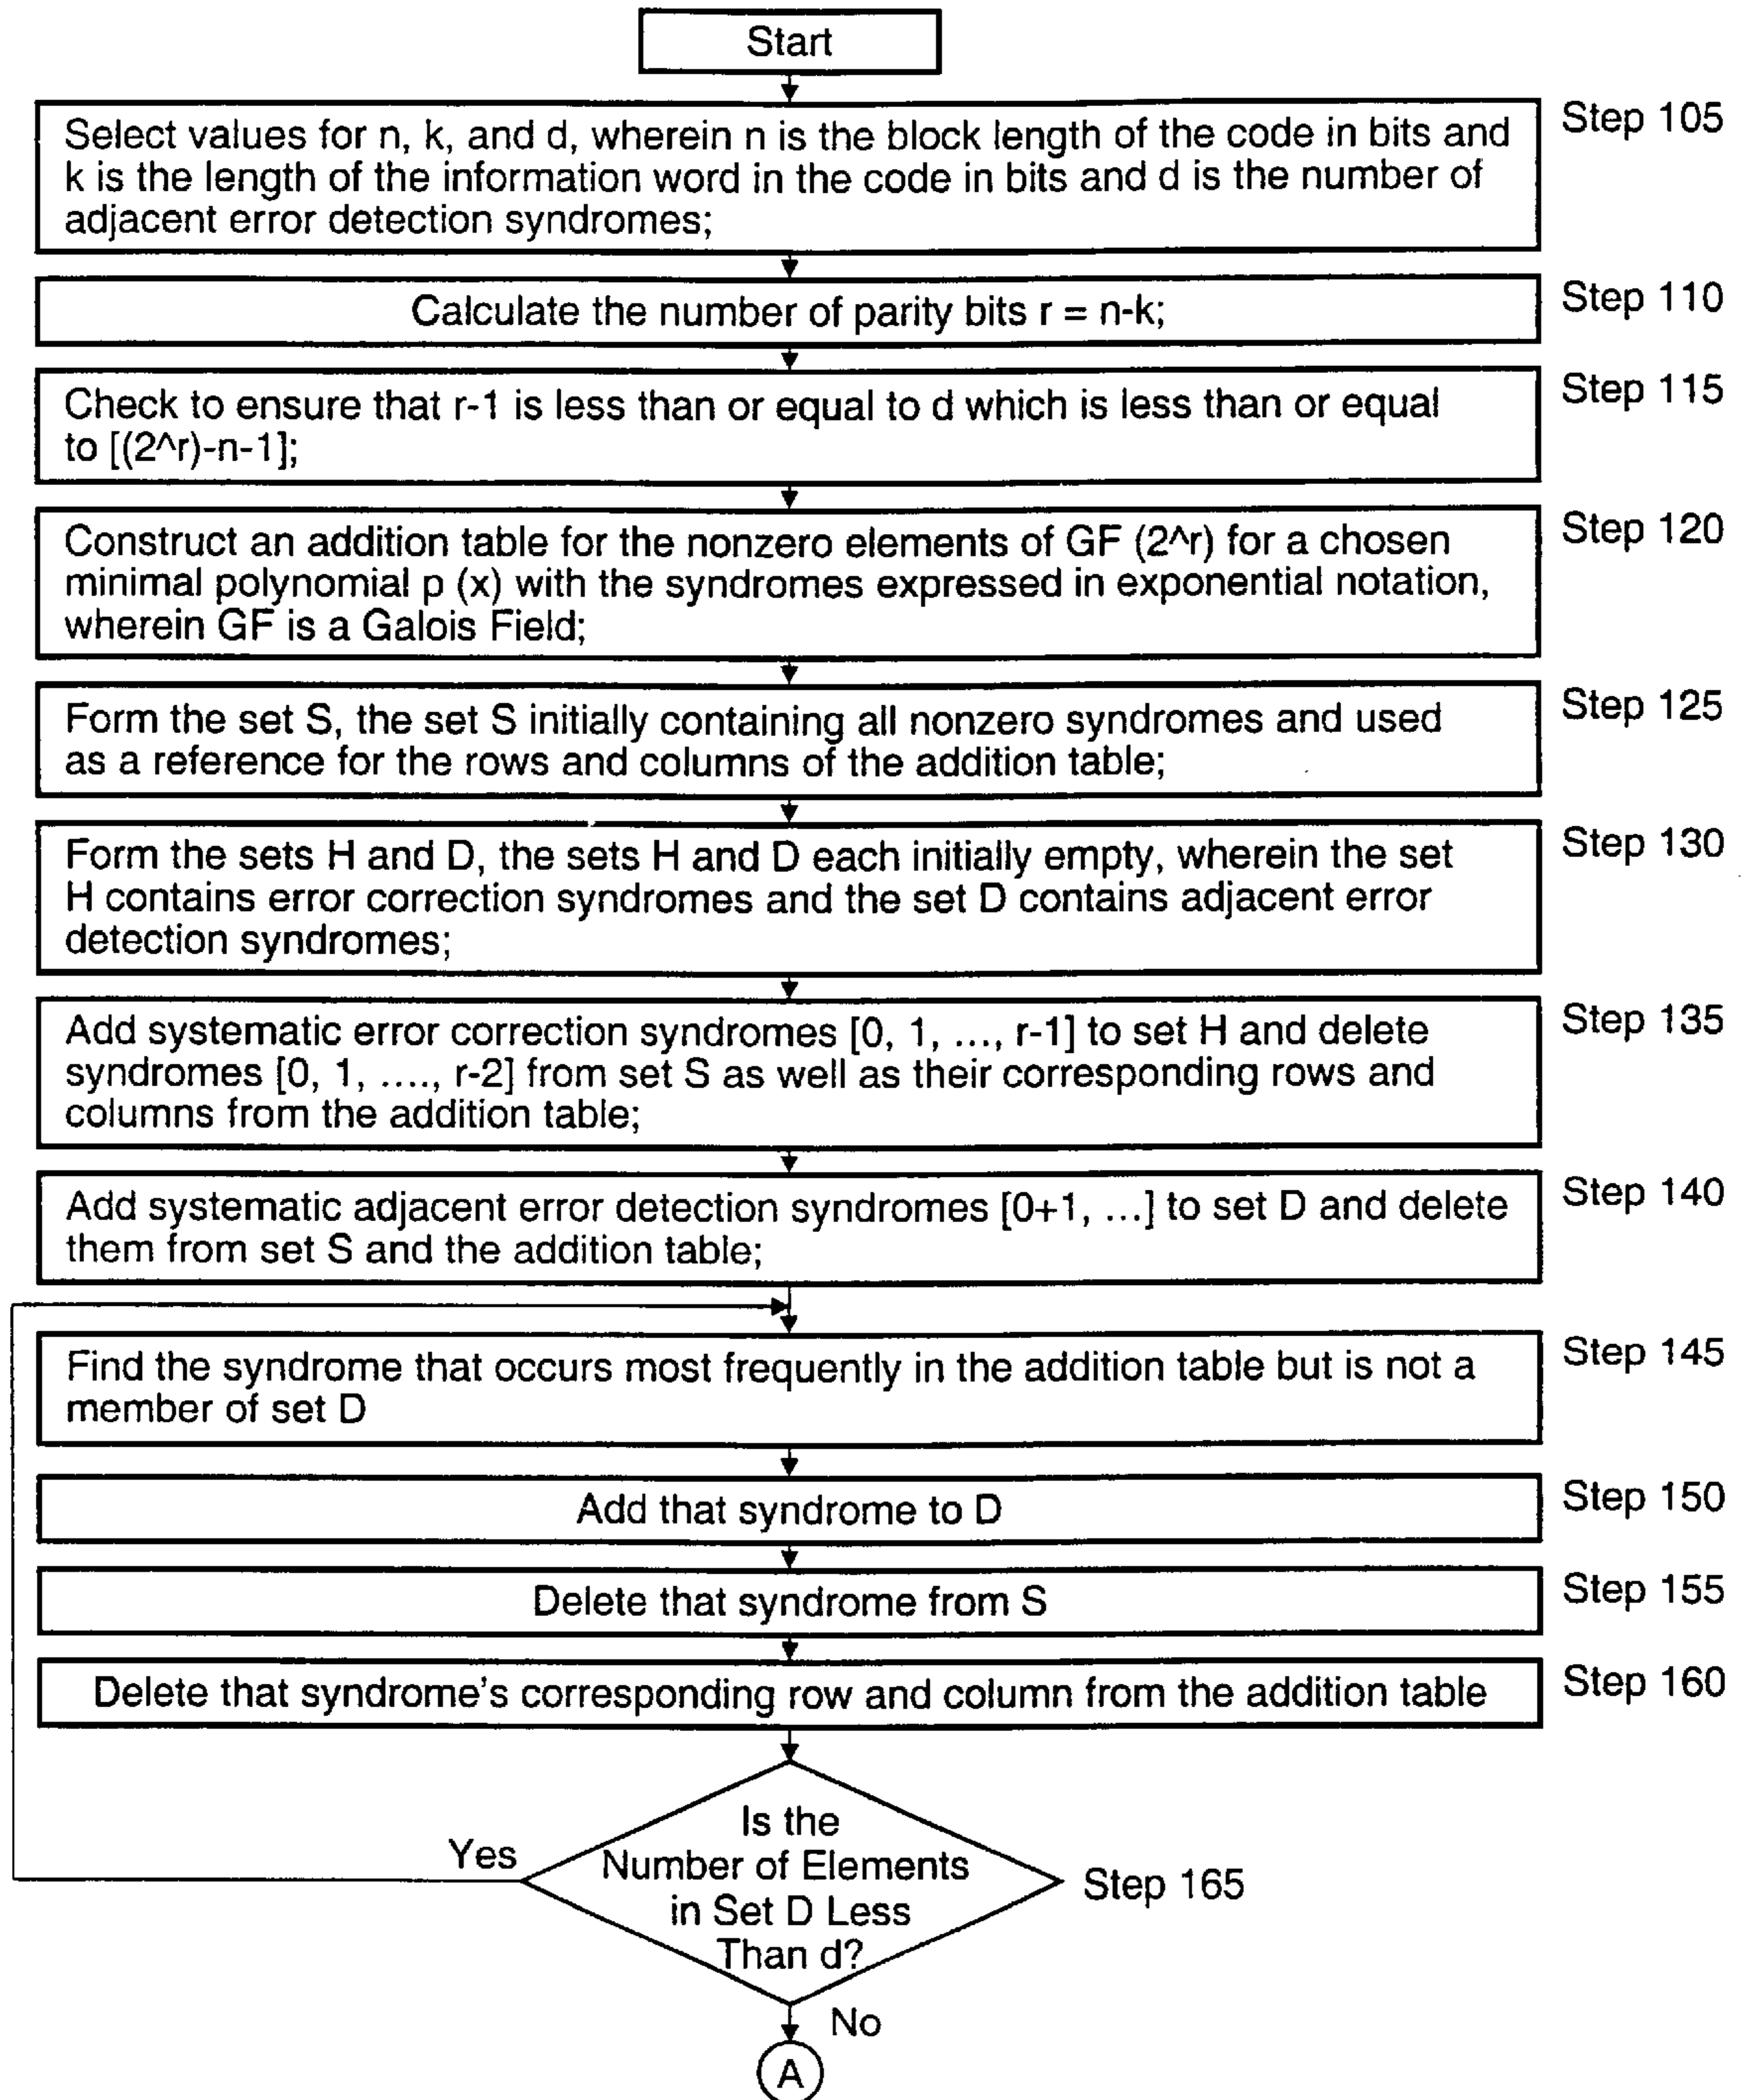 Start
Select values for n, k, and d, wherein n is the block length of the code in bits and
k is the length of the information word in the code in bits and d is the number of
adjacent error detection syndromes;
Step 105
Calculate the number of parity bits r = n-k;
Step 110
Check to ensure that r-1 is less than or equal to d which is less than or equal
to [(2^r)-n-1];
Step 115
Construct an addition table for the nonzero elements of GF (2^r) for a chosen
minimal polynomial p (x) with the syndromes expressed in exponential notation,
wherein GF is a Galois Field;
Step 120
Form the set S, the set S initially containing all nonzero syndromes and used
as a reference for the rows and columns of the addition table;
Step 125
Form the sets H and D, the sets H and D each initially empty, wherein the set
H contains error correction syndromes and the set D contains adjacent error
detection syndromes;
Step 130
Add systematic error correction syndromes [0, 1, ..., r-1] to set H and delete
syndromes [0, 1, ...., r-2] from set S as well as their corresponding rows and
columns from the addition table;
Step 135
Add systematic adjacent error detection syndromes [0+1, ...] to set D and delete
them from set S and the addition table;
Step 140
Find the syndrome that occurs most frequently in the addition table but is not a
member of set D
Step 145
Add that syndrome to D
Step 150
Delete that syndrome from S
Step 155
Delete that syndrome's corresponding row and column from the addition table
Step 160
Is the
Number of Elements
in Set D Less
Than d?
Yes
Step 165
No
A